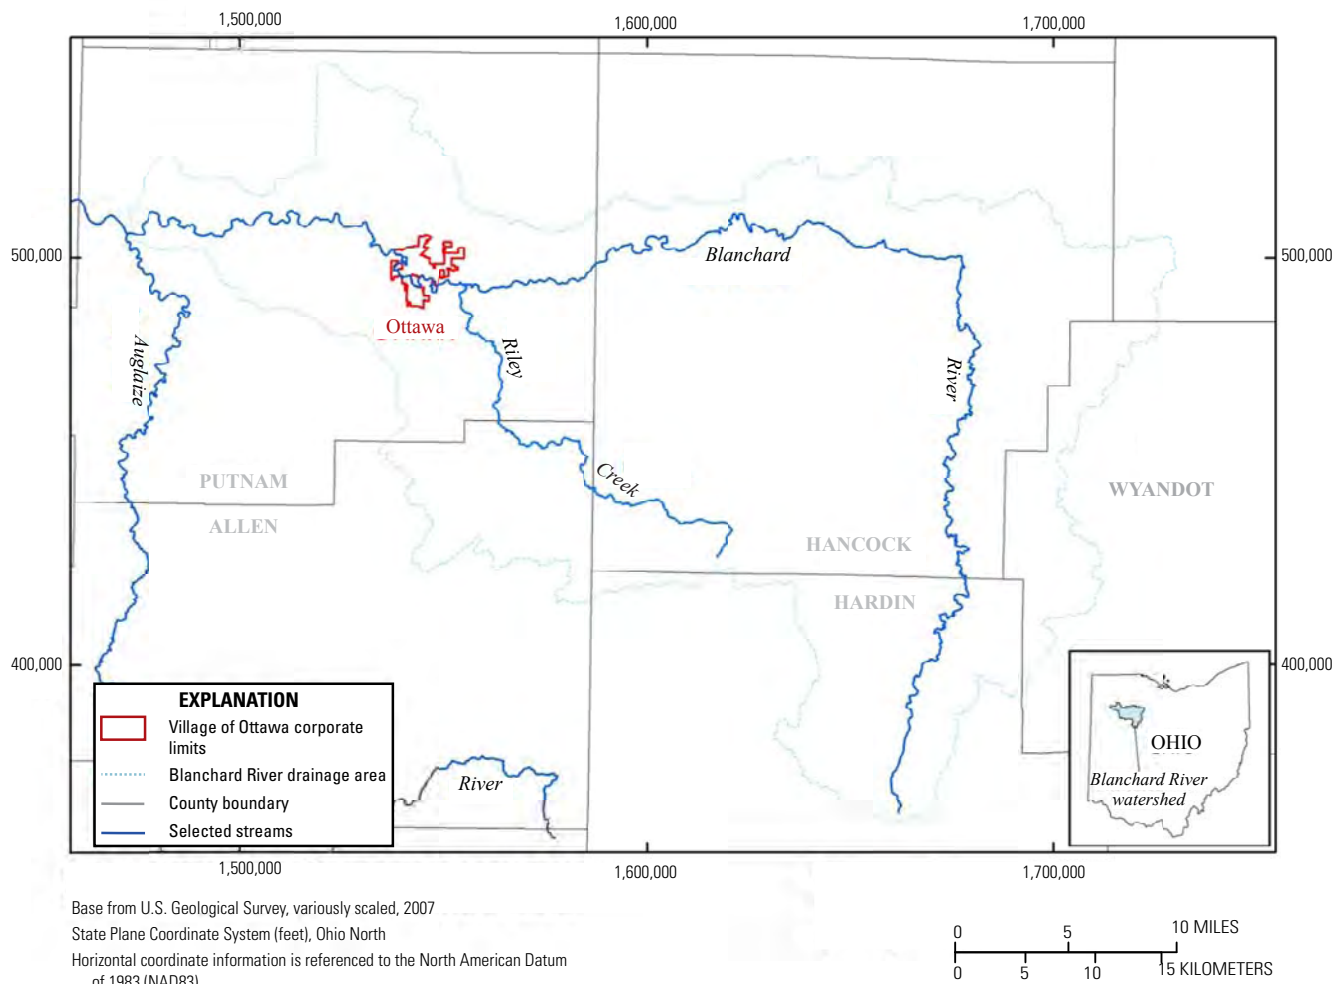 1,500,000
1,600,000
1,700,000
500,000
500,000
Blanchard
Ottawa
Auglaize
Riley
River
Creek
PUTNAM
WYANDOT
ALLEN
HANCOCK
HARDIN
400,000
400,000
EXPLANATION
Village of Ottawa corporate
limits
Blanchard River drainage area
County boundary
Selected streams
River
OHIO
Blanchard River
watershed
1,500,000
1,600,000
1,700,000
Base from U.S. Geological Survey, variously scaled, 2007
State Plane Coordinate System (feet), Ohio North
Horizontal coordinate information is referenced to the North American Datum
of 1983 (NAD83)
0 5 10 MILES
0 5 10 15 KILOMETERS